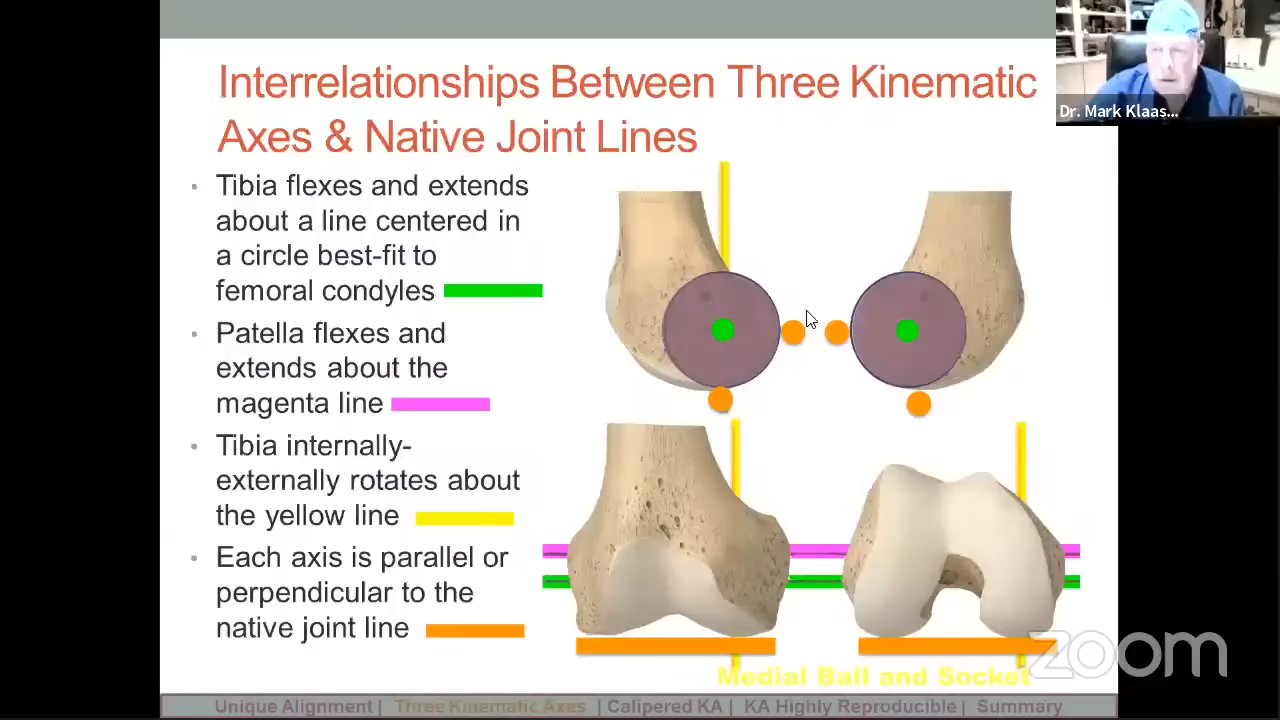 Interrelationships Between Three Kinematic
Axes & Native Joint Lines
Dr. Mark Klaas...
• Tibia flexes and extends
about a line centered in
a circle best-fit to
femoral condyles
• Patella flexes and
extends about the
magenta line
• Tibia internally-
externally rotates about
the yellow line
• Each axis is parallel or
perpendicular to the
native joint line
Medial Ball and Socket
zoom
Unique Alignment | Three Kinematic Axes | Calipered KA | KA Highly Reproducible | Summary